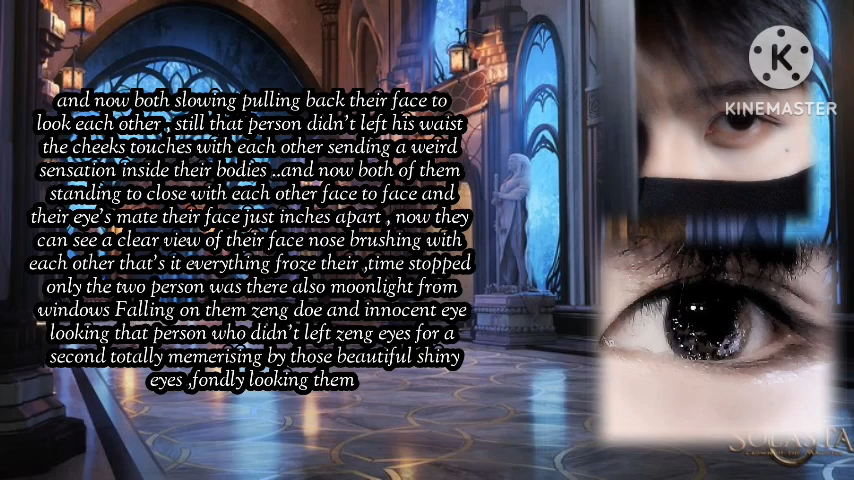 and now both slowing pulling back their face to
look each other , still that person didn't left his waist
the cheeks touches with each other sending a weird
sensation inside their bodies ..and now both of them
standing to close with each other face to face and
their eye's mate their face just inches apart , now they
can see a clear view of their face nose brushing with
each other that's it everything froze their ,time stopped
only the two person was there also moonlight from
windows Falling on them zeng doe and innocent eye
looking that person who didn't left zeng eyes for a
second totally memerising by those beautiful shiny
eyes ,fondly looking them
KINEMASTER
SOLASTA
CROWN OF THE MAGISTER